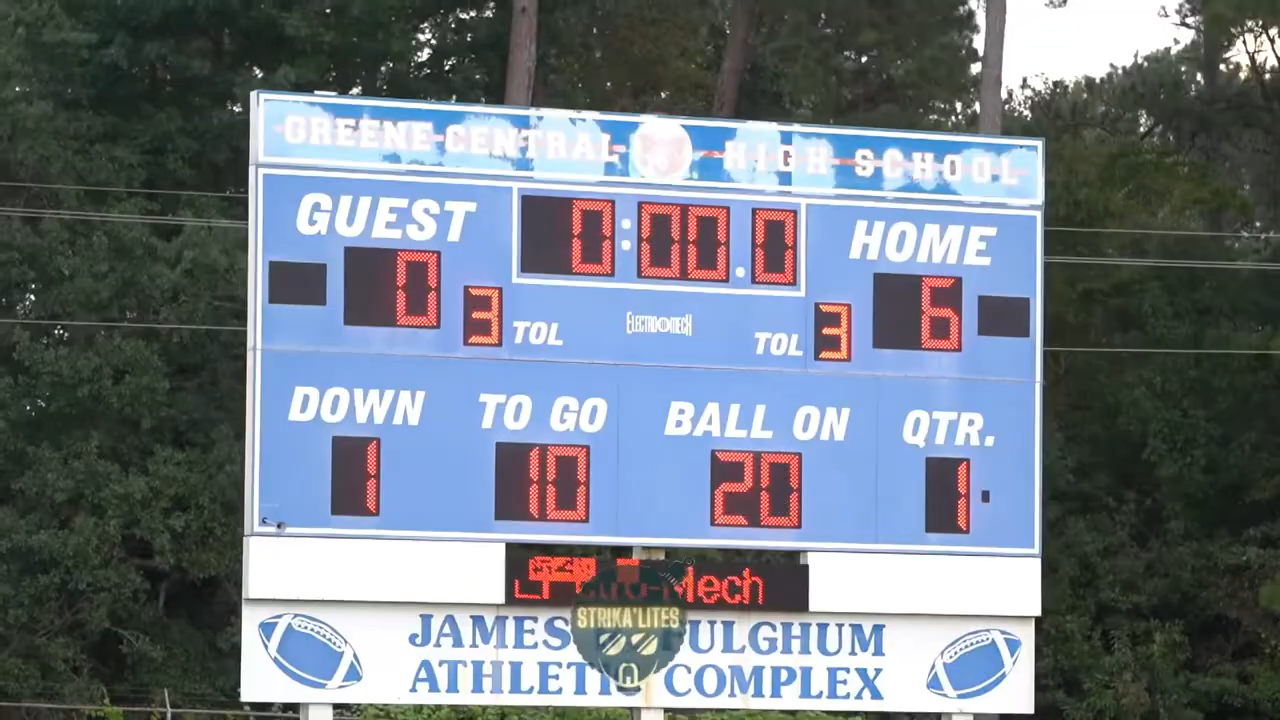 GREENE CENTRAL HIGH SCHOOL
GUEST 0:00.0 HOME
0 3 TOL ELECTRO-MECH TOL 3 6
DOWN TO GO BALL ON QTR.
1 10 20 1
Mech
STRIKA'LITES
JAMES FULGHUM
ATHLETIC COMPLEX